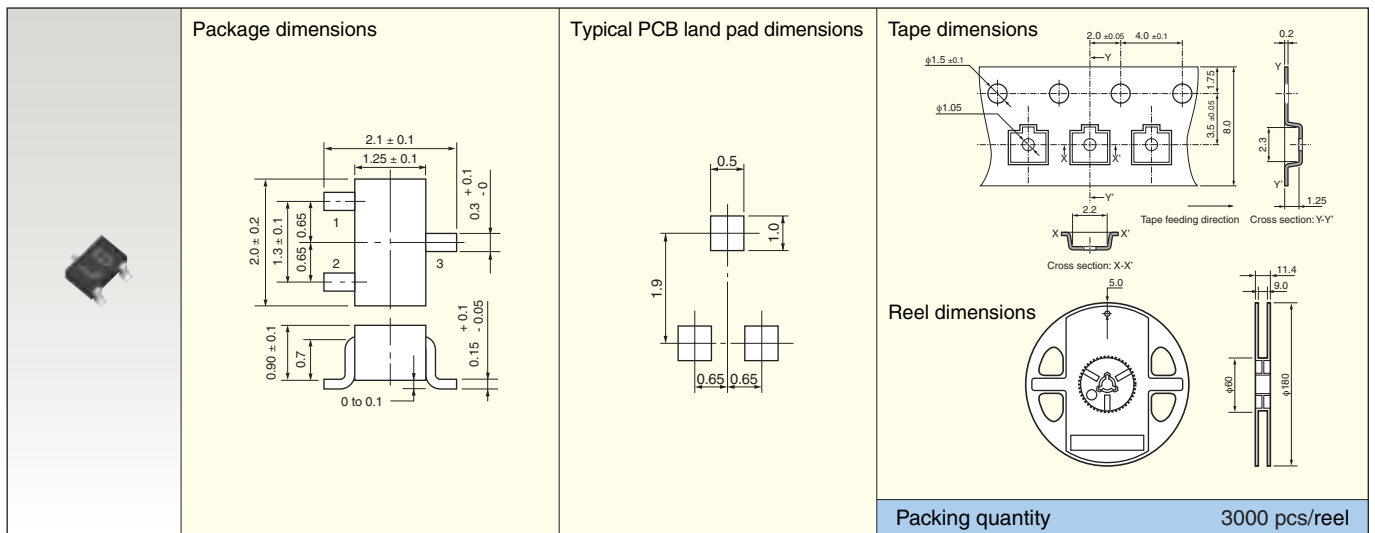 Package dimensions
2.1 ± 0.1
1.25 ± 0.1
2.0 ± 0.2
1.3 ± 0.1
0.65
0.65
1
2
3
0.3 + 0.1 - 0
0.90 ± 0.1
0.7
0 to 0.1
0.15 + 0.1 - 0.05
Typical PCB land pad dimensions
0.5
1.0
1.9
0.65
0.65
Tape dimensions
2.0 ±0.05
4.0 ±0.1
0.2
φ1.5 ±0.1
Y
Y
φ1.05
1.75
3.5 ±0.05
8.0
2.3
X
X'
Y'
Y'
1.25
2.2
Tape feeding direction
Cross section: Y-Y'
X
X'
Cross section: X-X'
Reel dimensions
5.0
11.4
9.0
φ60
φ180
Packing quantity
3000 pcs/reel